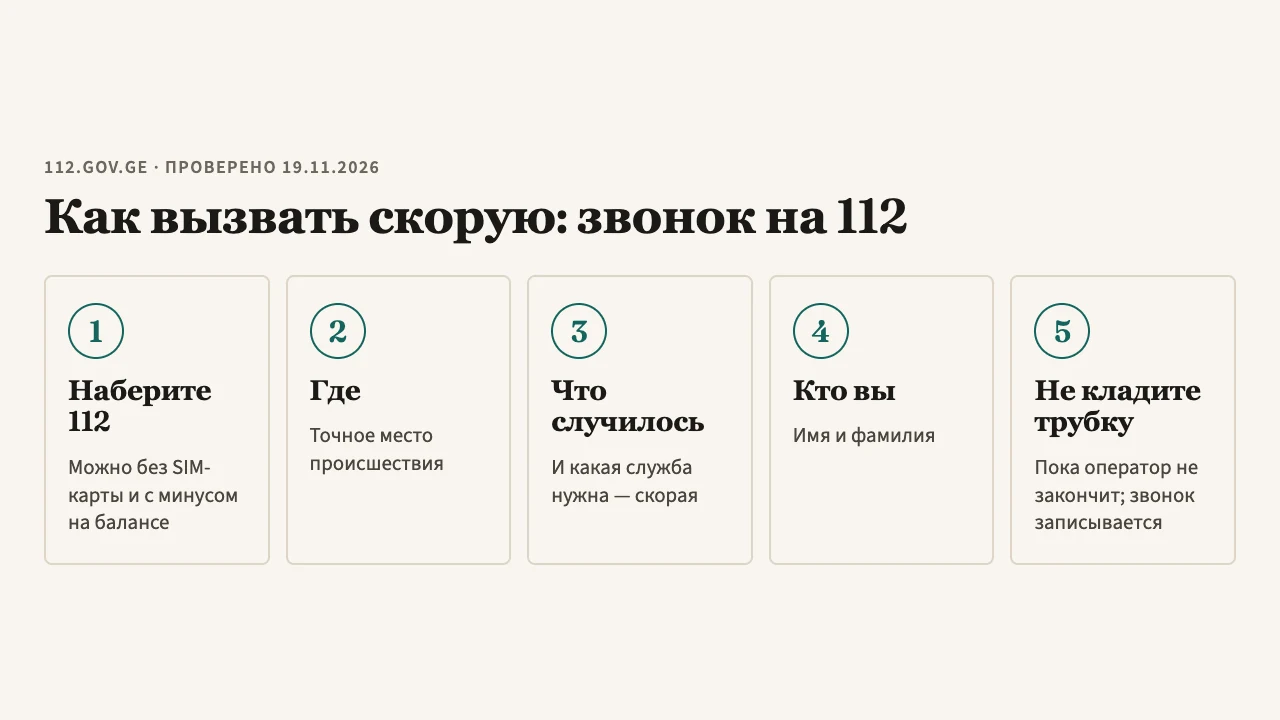 112.GOV.GE · ПРОВЕРЕНО 19.11.2026
Как вызвать скорую: звонок на 112
1
Наберите
112
Можно без SIM-
карты и с минусом
на балансе
2
Где
Точное место
происшествия
3
Что
случилось
И какая служба
нужна — скорая
4
Кто вы
Имя и фамилия
5
Не кладите
трубку
Пока оператор не
закончит; звонок
записывается